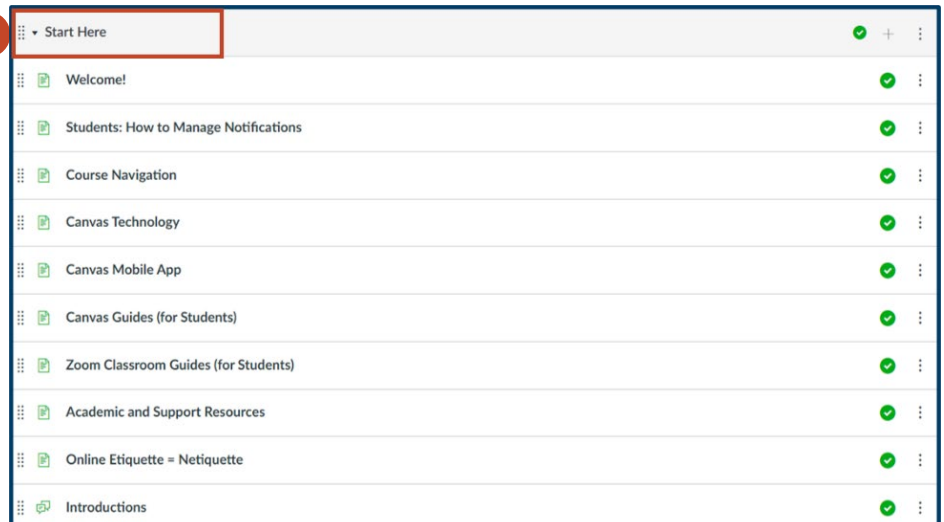 Start Here
Welcome!
Students: How to Manage Notifications
Course Navigation
Canvas Technology
Canvas Mobile App
Canvas Guides (for Students)
Zoom Classroom Guides (for Students)
Academic and Support Resources
Online Etiquette = Netiquette
Introductions